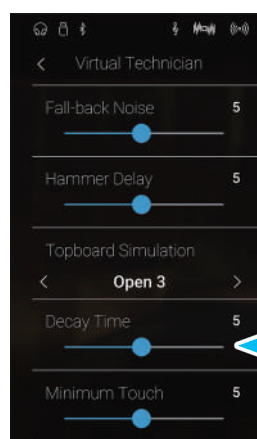 < Virtual Technician
Fall-back Noise 5
Hammer Delay 5
Topboard Simulation
< Open 3 >
Decay Time 5
Minimum Touch 5